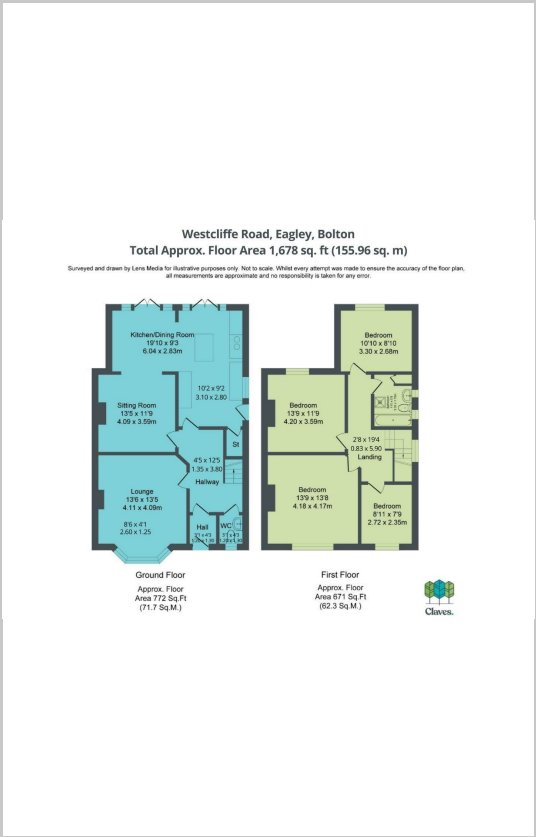 Westcliffe Road, Eagley, Bolton
Total Approx. Floor Area 1,678 sq. ft (155.96 sq. m)
Surveyed and drawn by Lens Media for illustrative purposes only. Not to scale. Whilst every attempt was made to ensure the accuracy of the floor plan,
all measurements are approximate and no responsibility is taken for any error.
Kitchen/Dining Room
19'10 x 9'3
6.04 x 2.83m
10'2 x 9'2
3.10 x 2.80
Sitting Room
13'5 x 11'9
4.09 x 3.59m
St
4'5 x 12'5
1.35 x 3.80
Hallway
Lounge
13'6 x 13'5
4.11 x 4.09m
8'6 x 4'1
2.60 x 1.25
Hall
WC
Ground Floor
Approx. Floor
Area 772 Sq.Ft
(71.7 Sq.M.)
Bedroom
10'10 x 8'10
3.30 x 2.68m
Bedroom
13'9 x 11'9
4.20 x 3.59m
2'8 x 19'4
0.83 x 5.90
Landing
Bedroom
13'9 x 13'8
4.18 x 4.17m
Bedroom
8'11 x 7'9
2.72 x 2.35m
First Floor
Approx. Floor
Area 671 Sq.Ft
(62.3 Sq.M.)
Claves.